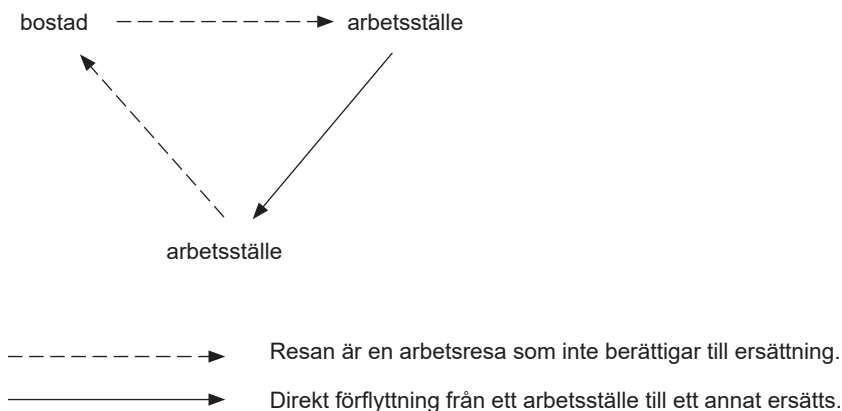 bostad
arbetsställe
arbetsställe
Resan är en arbetsresa som inte berättigar till ersättning.
Direkt förflyttning från ett arbetsställe till ett annat ersätts.